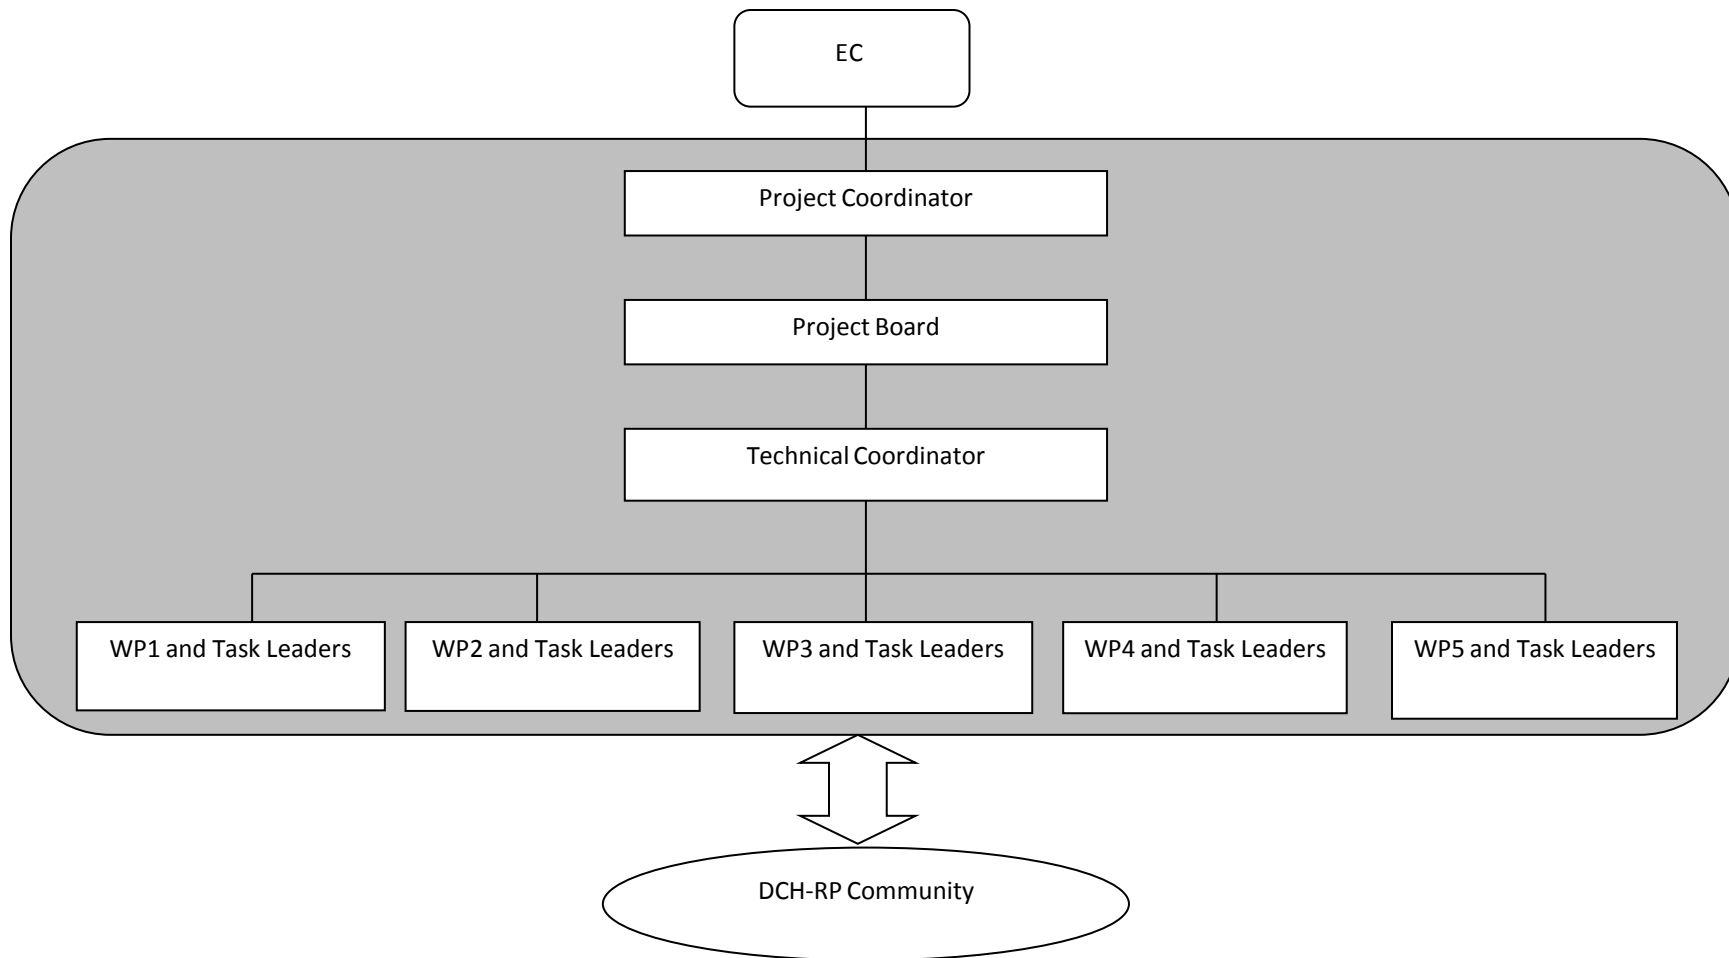 EC
Project Coordinator
Project Board
Technical Coordinator
WP1 and Task Leaders
WP2 and Task Leaders
WP3 and Task Leaders
WP4 and Task Leaders
WP5 and Task Leaders
DCH-RP Community